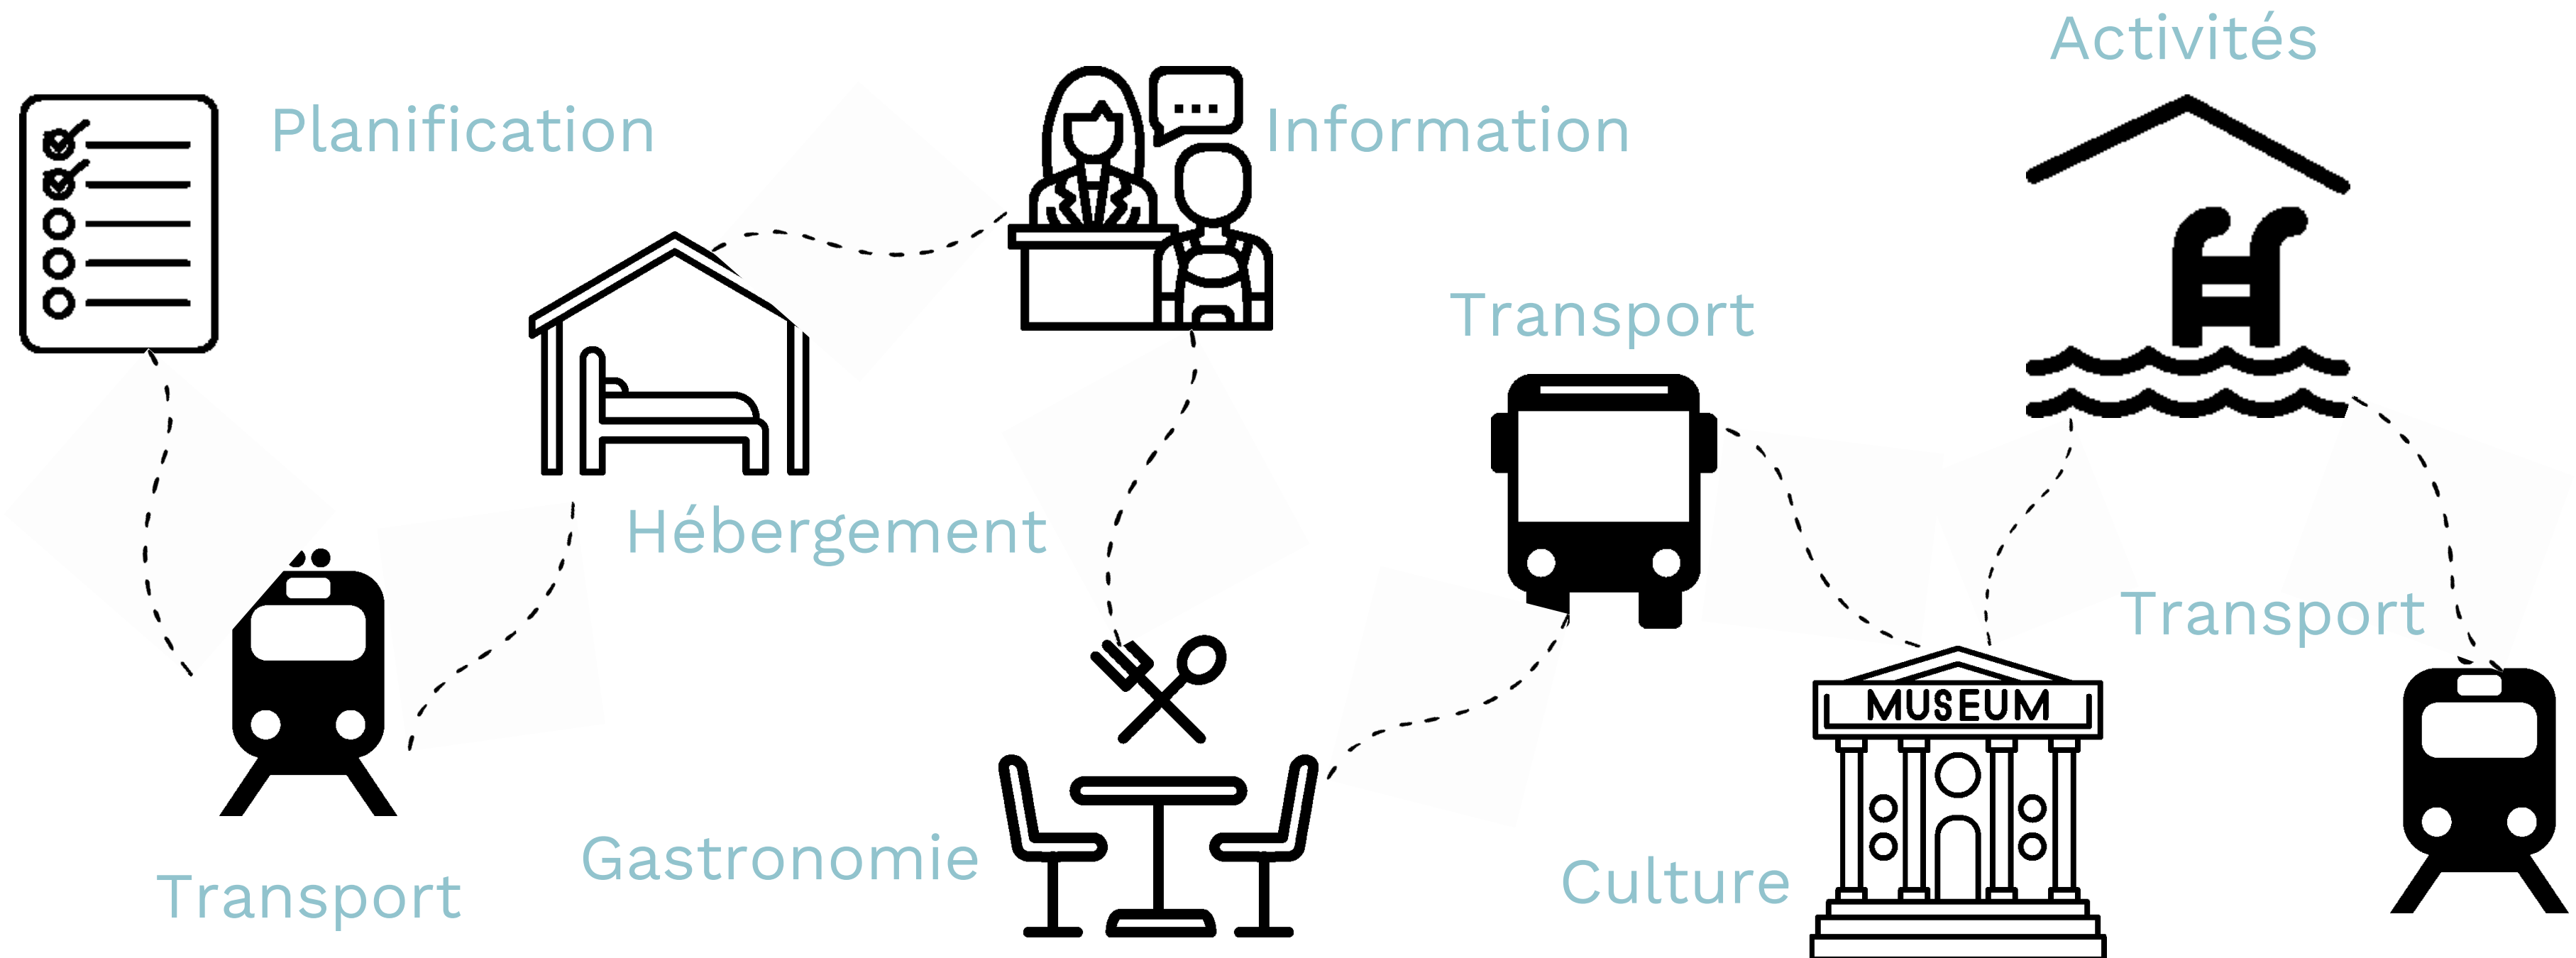 Planification
Transport
Hébergement
Information
Gastronomie
Transport
MUSEUM
Culture
Activités
Transport